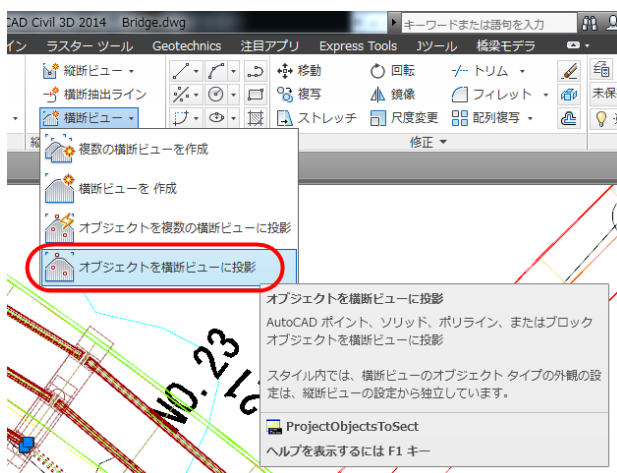 CAD Civil 3D 2014 Bridge.dwg キーワードまたは語句を入力
イン ラスター ツール Geotechnics 注目アプリ Express Tools Jツール 橋梁モデラ
縦断ビュー 移動 回転 トリム
横断抽出ライン 複写 鏡像 フィレット 未保
横断ビュー ストレッチ 尺度変更 配列複写
修正
複数の横断ビューを作成
横断ビューを 作成
オブジェクトを複数の横断ビューに投影
オブジェクトを横断ビューに投影
オブジェクトを横断ビューに投影
AutoCAD ポイント、ソリッド、ポリライン、またはブロック
オブジェクトを横断ビューに投影
スタイル内では、横断ビューのオブジェクト タイプの外観の設
定は、縦断ビューの設定から独立しています。
ProjectObjectsToSect
ヘルプを表示するには F1 キー
NO. 23